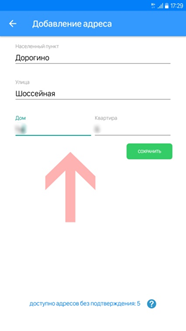 17:29
Добавление адреса
Населенный пункт
Дорогино
Улица
Шоссейная
Дом Квартира
СОХРАНИТЬ
доступно адресов без подтверждения: 5 ?